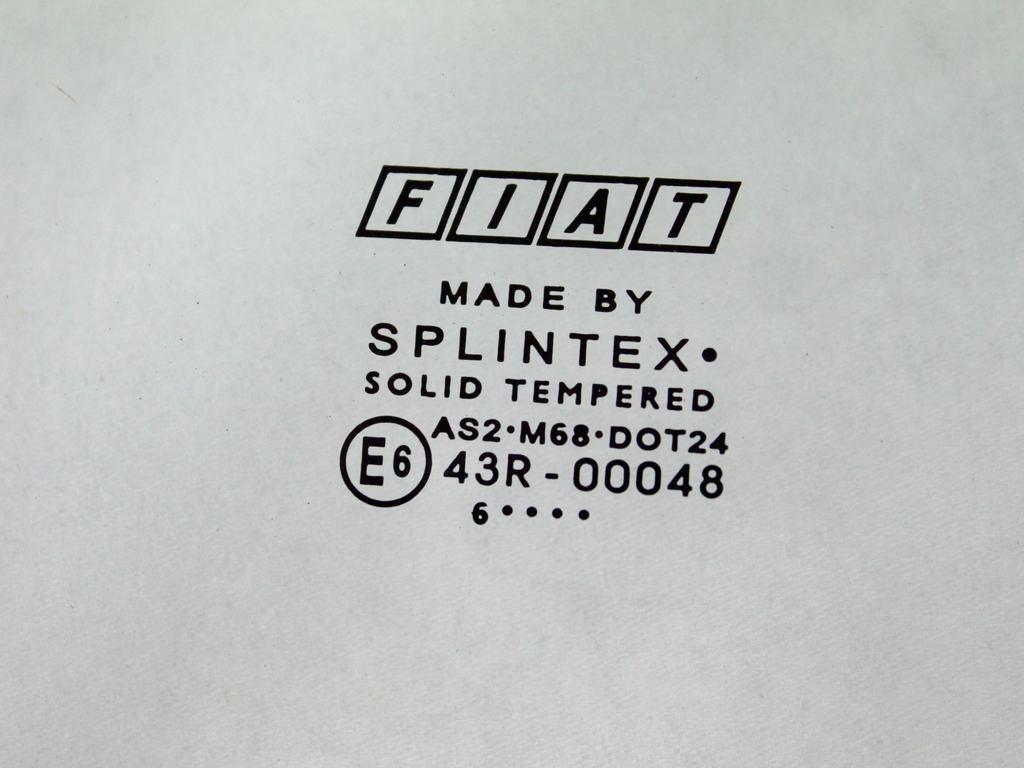 FIAT
MADE BY
SPLINTEX•
SOLID TEMPERED
AS2•M68•DOT24
E6 43R-00048
6••••